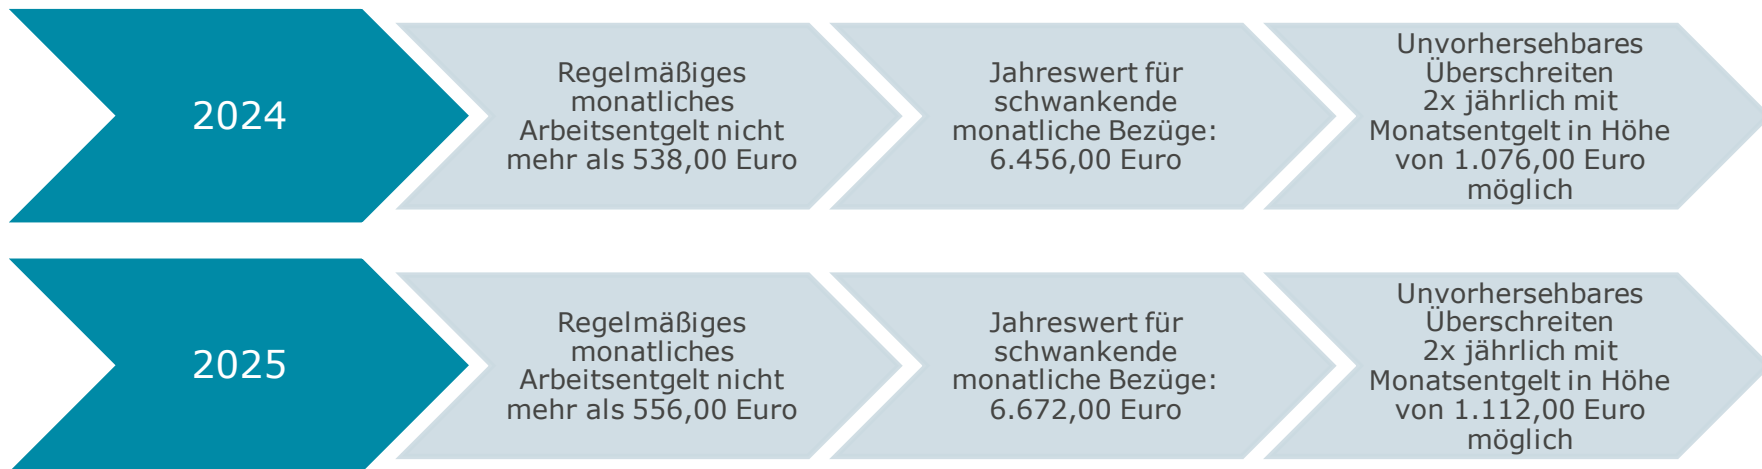 2024
Regelmäßiges
monatliches
Arbeitsentgelt nicht
mehr als 538,00 Euro
Jahreswert für
schwankende
monatliche Bezüge:
6.456,00 Euro
Unvorhersehbares
Überschreiten
2x jährlich mit
Monatsentgelt in Höhe
von 1.076,00 Euro
möglich
2025
Regelmäßiges
monatliches
Arbeitsentgelt nicht
mehr als 556,00 Euro
Jahreswert für
schwankende
monatliche Bezüge:
6.672,00 Euro
Unvorhersehbares
Überschreiten
2x jährlich mit
Monatsentgelt in Höhe
von 1.112,00 Euro
möglich